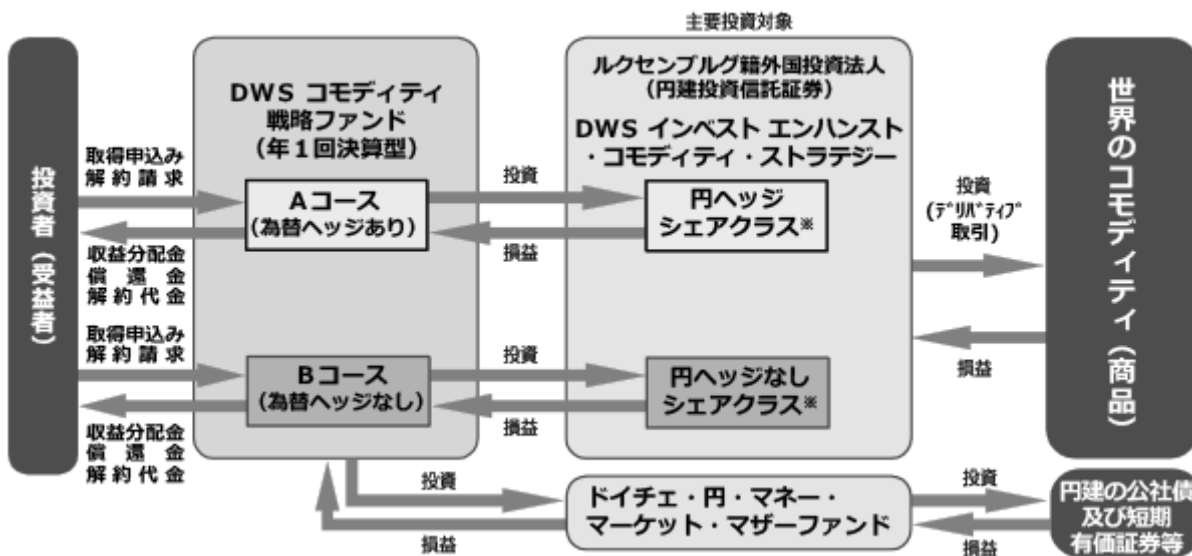 主要投資対象
投資者（受益者）
取得申込み
解約請求
収益分配金
償還金
解約代金
取得申込み
解約請求
収益分配金
償還金
解約代金
DWS コモディティ
戦略ファンド
（年１回決算型）
Aコース
（為替ヘッジあり）
Bコース
（為替ヘッジなし）
投資
損益
投資
損益
ルクセンブルグ籍外国投資法人
（円建投資信託証券）
DWS インベスト エンハンスト
・コモディティ・ストラテジー
円ヘッジ
シェアクラス※
円ヘッジなし
シェアクラス※
投資
(ﾃﾞﾘﾊﾞﾃｨﾌﾞ
取引)
損益
世界のコモディティ（商品）
投資
損益
ドイチェ・円・マネー・
マーケット・マザーファンド
投資
損益
円建の公社債
及び短期
有価証券等